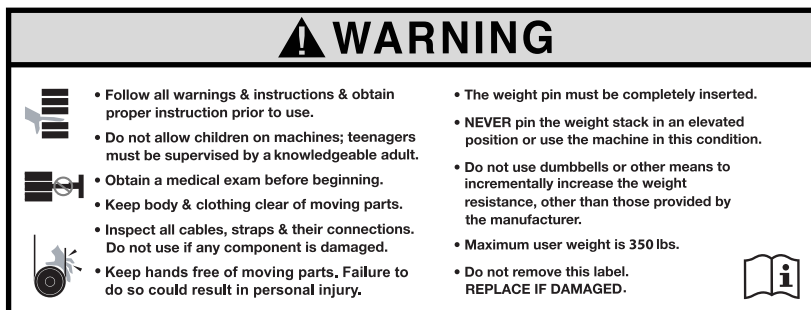 WARNING
• Follow all warnings & instructions & obtain
proper instruction prior to use.
• Do not allow children on machines; teenagers
must be supervised by a knowledgeable adult.
• Obtain a medical exam before beginning.
• Keep body & clothing clear of moving parts.
• Inspect all cables, straps & their connections.
Do not use if any component is damaged.
• Keep hands free of moving parts. Failure to
do so could result in personal injury.
• The weight pin must be completely inserted.
• NEVER pin the weight stack in an elevated
position or use the machine in this condition.
• Do not use dumbbells or other means to
incrementally increase the weight
resistance, other than those provided by
the manufacturer.
• Maximum user weight is 350 lbs.
• Do not remove this label.
REPLACE IF DAMAGED.